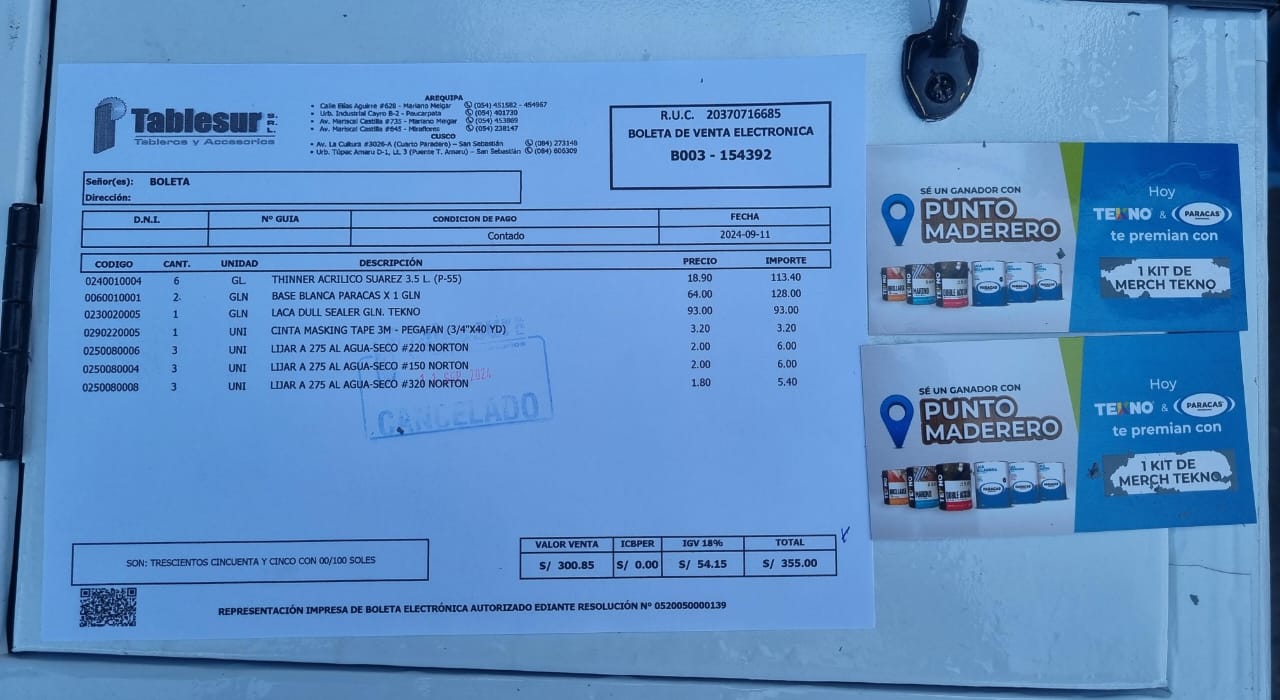 Tablesur S.R.L.
Tableros y Accesorios
AREQUIPA
• Calle Elías Aguirre #628 - Mariano Melgar (054) 451582 - 454967
• Urb. Industrial Cayro B-2 - Paucarpata (054) 401730
• Av. Mariscal Castilla #735 - Mariano Melgar (054) 453869
• Av. Mariscal Castilla #645 - Miraflores (054) 238147
CUSCO
• Av. La Cultura #3026-A (Cuarto Paradero) – San Sebastián (084) 273148
• Urb. Túpac Amaru D-1, Lt. 3 (Puente T. Amaru) – San Sebastián (084) 606309
R.U.C. 20370716685
BOLETA DE VENTA ELECTRONICA
B003 - 154392
Señor(es): BOLETA
Dirección:
D.N.I. Nº GUIA CONDICION DE PAGO FECHA
Contado 2024-09-11
CODIGO CANT. UNIDAD DESCRIPCIÓN PRECIO IMPORTE
0240010004 6 GL. THINNER ACRILICO SUAREZ 3.5 L. (P-55) 18.90 113.40
0060010001 2 GLN BASE BLANCA PARACAS X 1 GLN 64.00 128.00
0230020005 1 GLN LACA DULL SEALER GLN. TEKNO 93.00 93.00
0290220005 1 UNI CINTA MASKING TAPE 3M - PEGAFAN (3/4"X40 YD) 3.20 3.20
0250080006 3 UNI LIJAR A 275 AL AGUA-SECO #220 NORTON 2.00 6.00
0250080004 3 UNI LIJAR A 275 AL AGUA-SECO #150 NORTON 2.00 6.00
0250080008 3 UNI LIJAR A 275 AL AGUA-SECO #320 NORTON 1.80 5.40
11 SEP 2024
CANCELADO
SON: TRESCIENTOS CINCUENTA Y CINCO CON 00/100 SOLES
VALOR VENTA ICBPER IGV 18% TOTAL
S/ 300.85 S/ 0.00 S/ 54.15 S/ 355.00
REPRESENTACIÓN IMPRESA DE BOLETA ELECTRÓNICA AUTORIZADO EDIANTE RESOLUCIÓN Nº 0520050000139
SÉ UN GANADOR CON
PUNTO
MADERERO
Hoy
TEKNO & PARACAS
te premian con
1 KIT DE
MERCH TEKNO
SÉ UN GANADOR CON
PUNTO
MADERERO
Hoy
TEKNO & PARACAS
te premian con
1 KIT DE
MERCH TEKNO